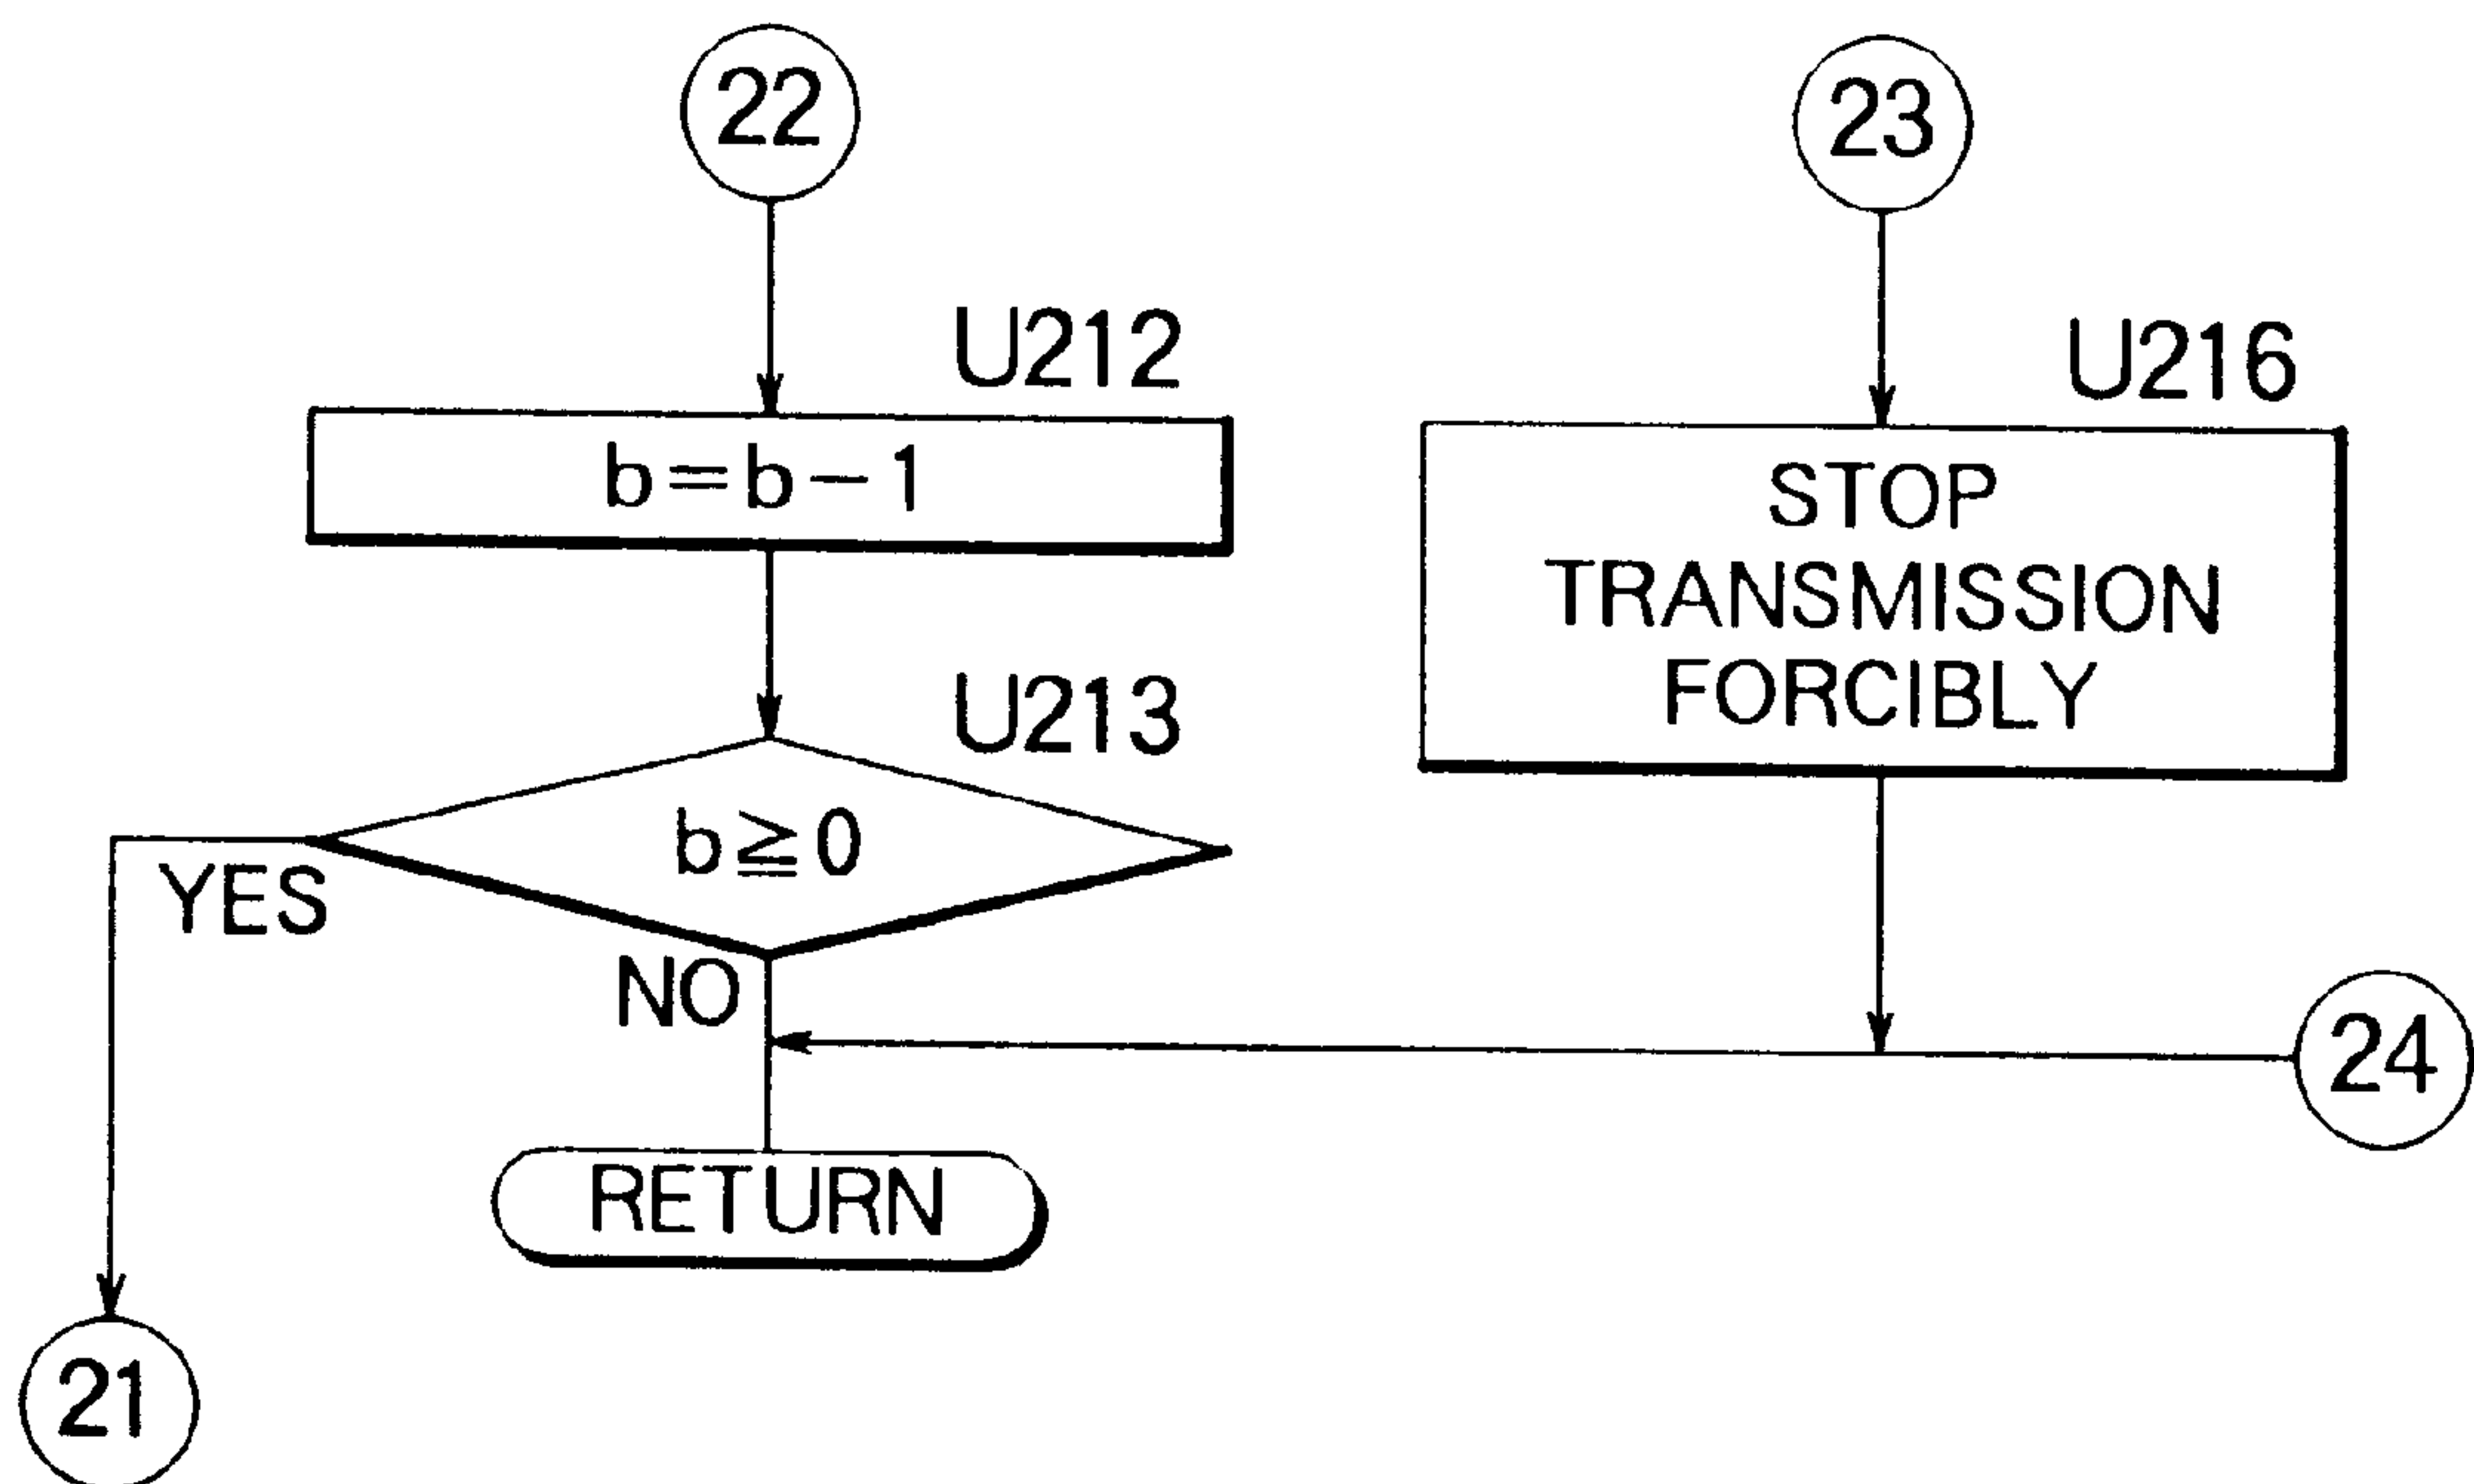 22
23
U212
U216
b=b-1
STOP
TRANSMISSION
FORCIBLY
U213
b≧0
YES
NO
24
RETURN
21